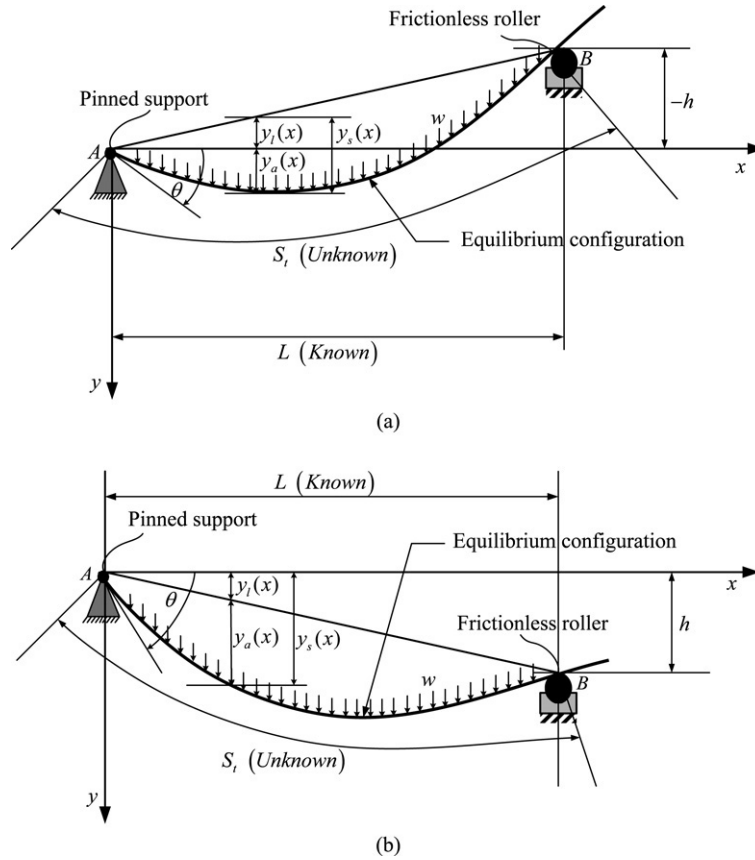 Frictionless roller
B
Pinned support
–h
w
A
y_l(x)
y_s(x)
y_a(x)
x
θ
Equilibrium configuration
S_t (Unknown)
L (Known)
y
(a)
L (Known)
Pinned support
Equilibrium configuration
A
x
y_l(x)
θ
h
Frictionless roller
y_a(x)
y_s(x)
w
B
S_t (Unknown)
y
(b)